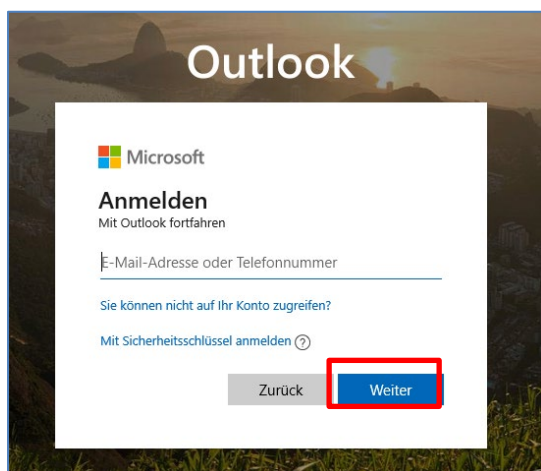 Outlook
Microsoft
Anmelden
Mit Outlook fortfahren
E-Mail-Adresse oder Telefonnummer
Sie können nicht auf Ihr Konto zugreifen?
Mit Sicherheitsschlüssel anmelden ?
Zurück Weiter